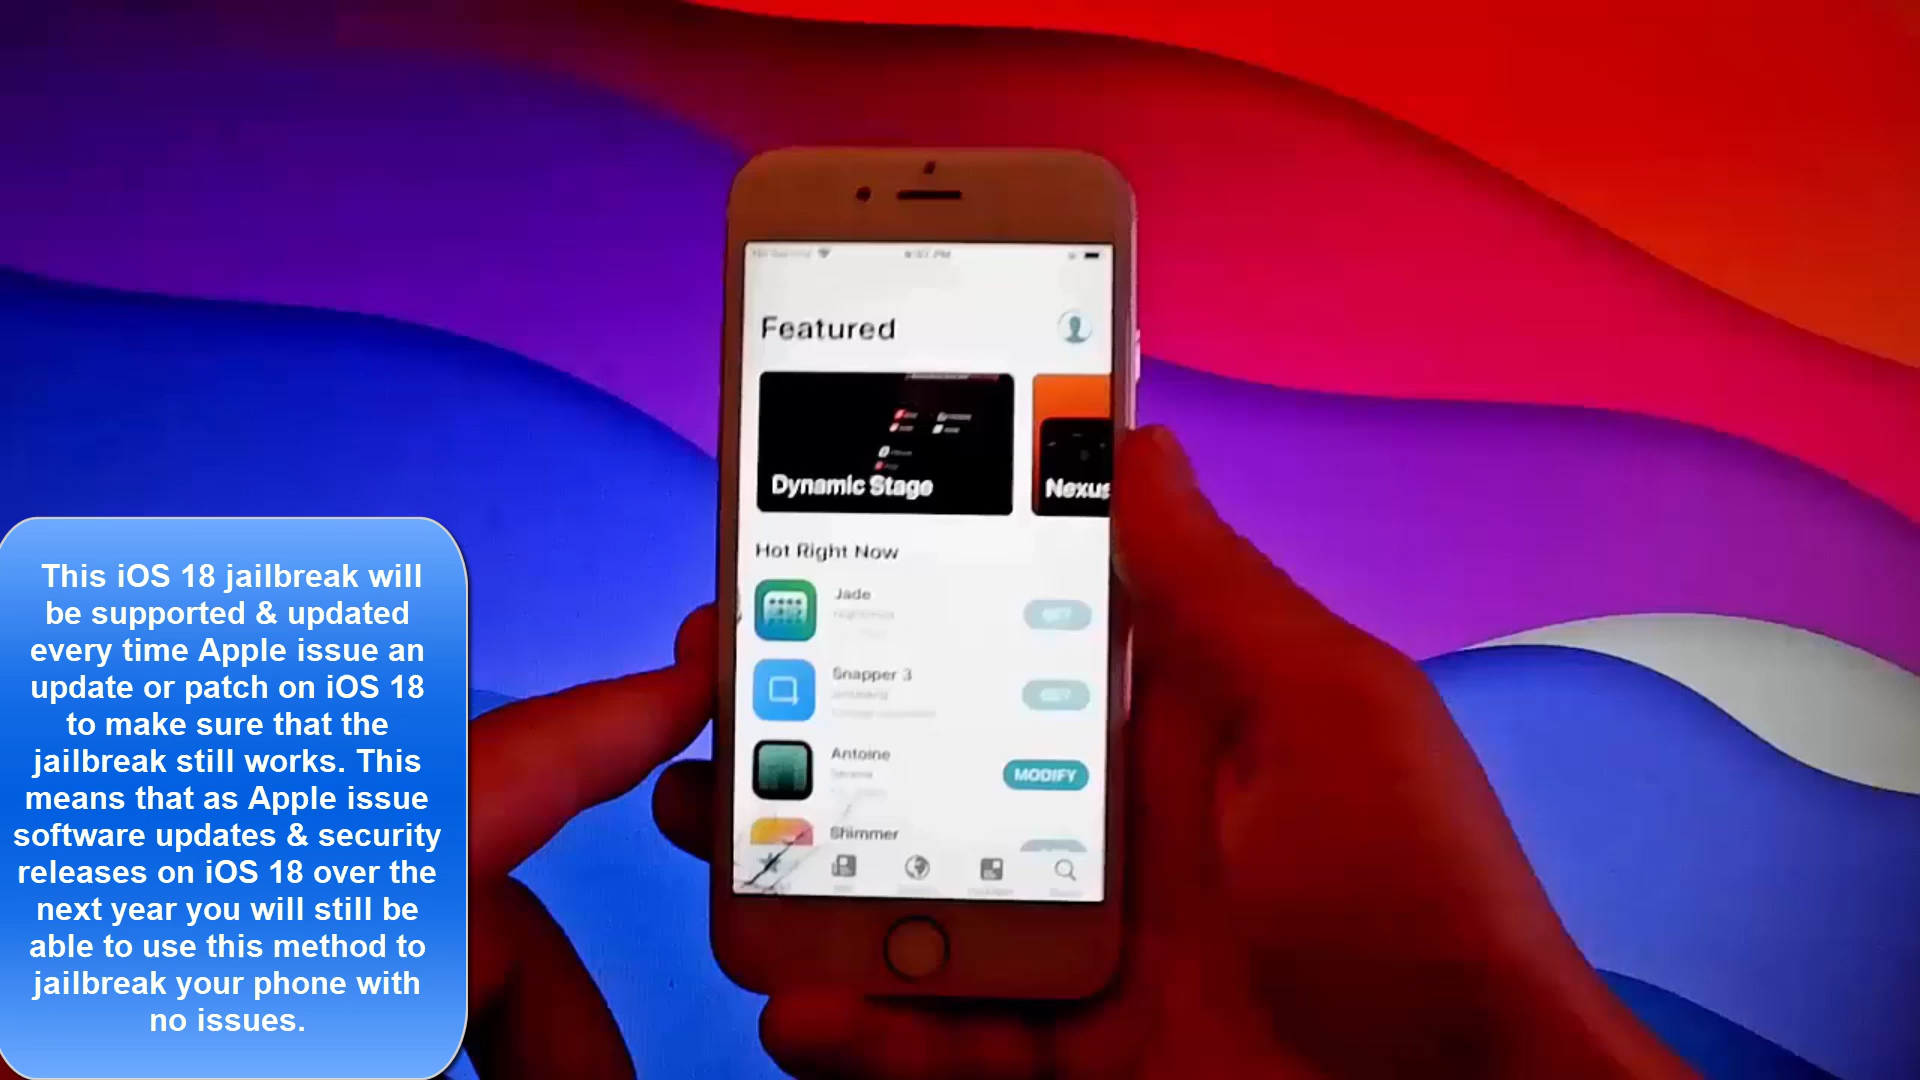 Featured
Dynamic Stage
Nexus
Hot Right Now
Jade
Snapper 3
Antoine
MODIFY
Shimmer
This iOS 18 jailbreak will
be supported & updated
every time Apple issue an
update or patch on iOS 18
to make sure that the
jailbreak still works. This
means that as Apple issue
software updates & security
releases on iOS 18 over the
next year you will still be
able to use this method to
jailbreak your phone with
no issues.